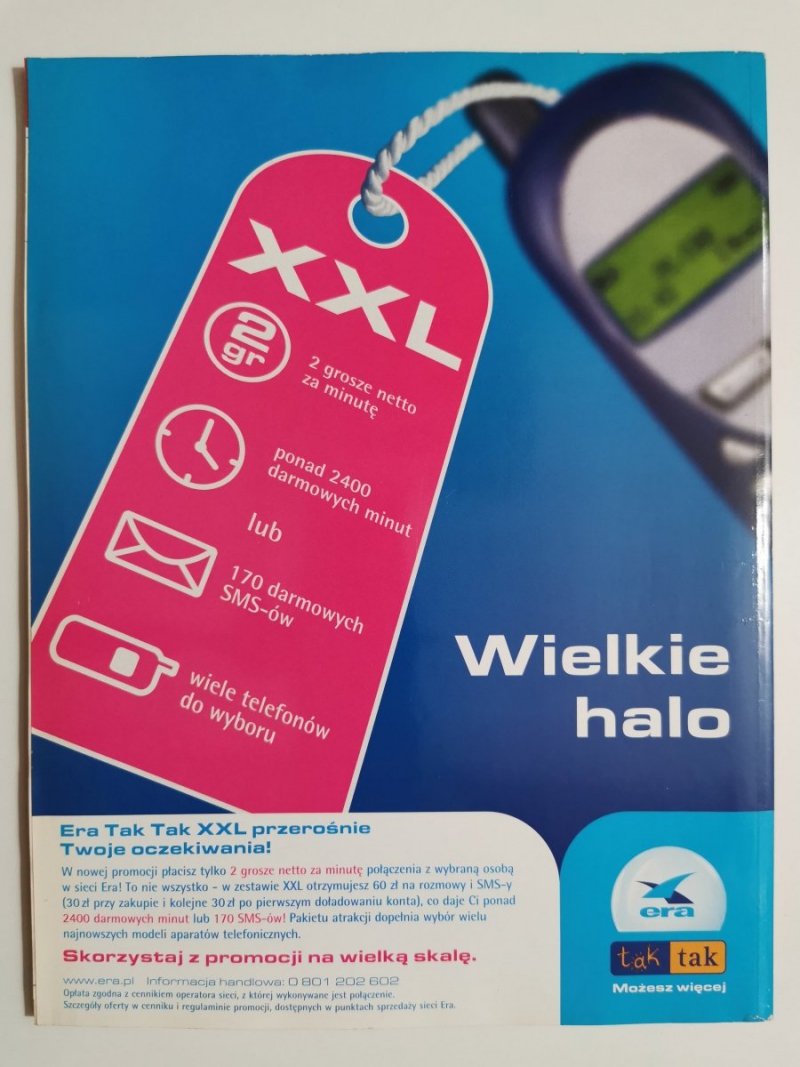 XXL
2
gr
2 grosze netto
za minutę
ponad 2400
darmowych minut
lub
170 darmowych
SMS-ów
wiele telefonów
do wyboru
Wielkie
halo
Era Tak Tak XXL przerośnie
Twoje oczekiwania!
W nowej promocji płacisz tylko 2 grosze netto za minutę połączenia z wybraną osobą
w sieci Era! To nie wszystko - w zestawie XXL otrzymujesz 60 zł na rozmowy i SMS-y
(30 zł przy zakupie i kolejne 30 zł po pierwszym doładowaniu konta), co daje Ci ponad
2400 darmowych minut lub 170 SMS-ów! Pakietu atrakcji dopełnia wybór wielu
najnowszych modeli aparatów telefonicznych.
Skorzystaj z promocji na wielką skalę.
www.era.pl Informacja handlowa: 0 801 202 602
Opłata zgodna z cennikiem operatora sieci, z której wykonywane jest połączenie.
Szczegóły oferty w cenniku i regulaminie promocji, dostępnych w punktach sprzedaży sieci Era.
era
tak tak
Możesz więcej